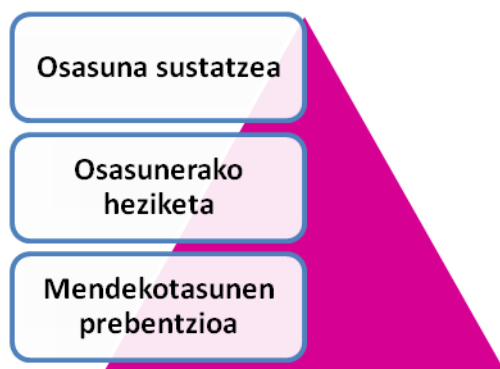 Osasuna sustatzea
Osasunerako
heziketa
Mendekotasunen
prebentzioa